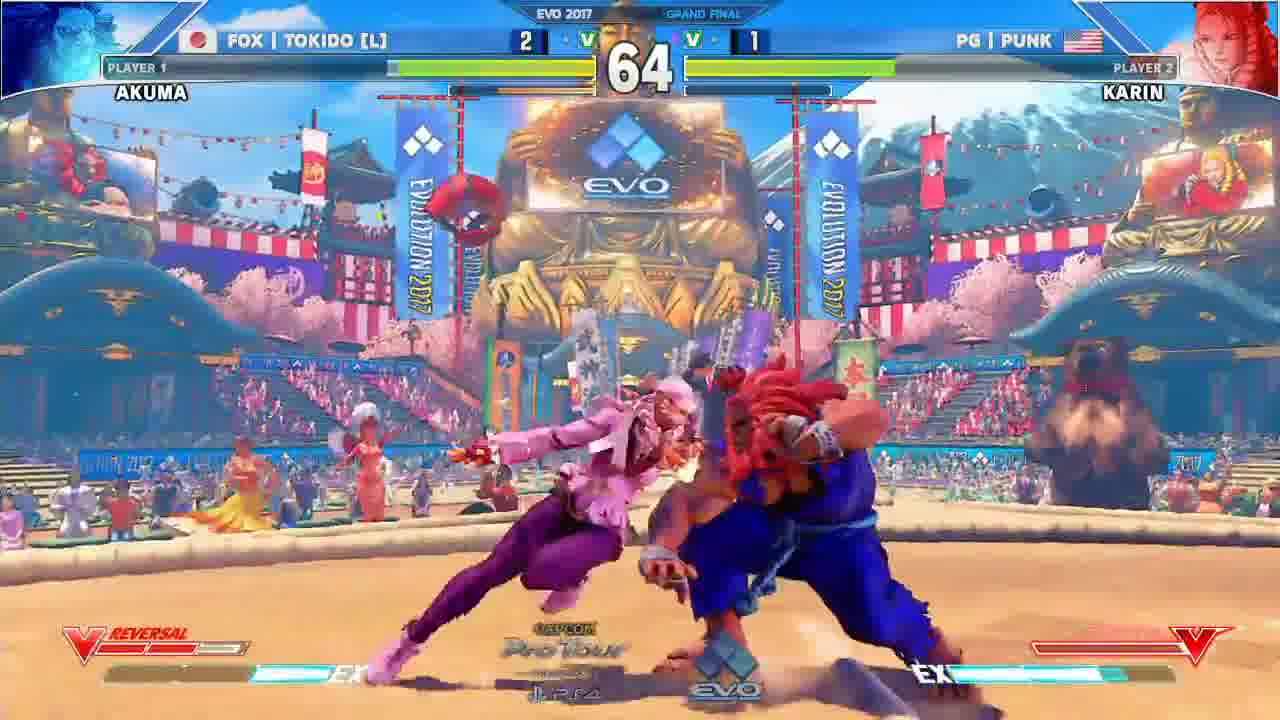 EVO 2017
GRAND FINAL
FOX | TOKIDO [L]
2
V
V
1
PG | PUNK
64
PLAYER 1
PLAYER 2
AKUMA
KARIN
EVO
EVOLUTION 2017
EVOLUTION 2017
REVERSAL
EX
EX
CAPCOM
Pro Tour
PS4
EVO